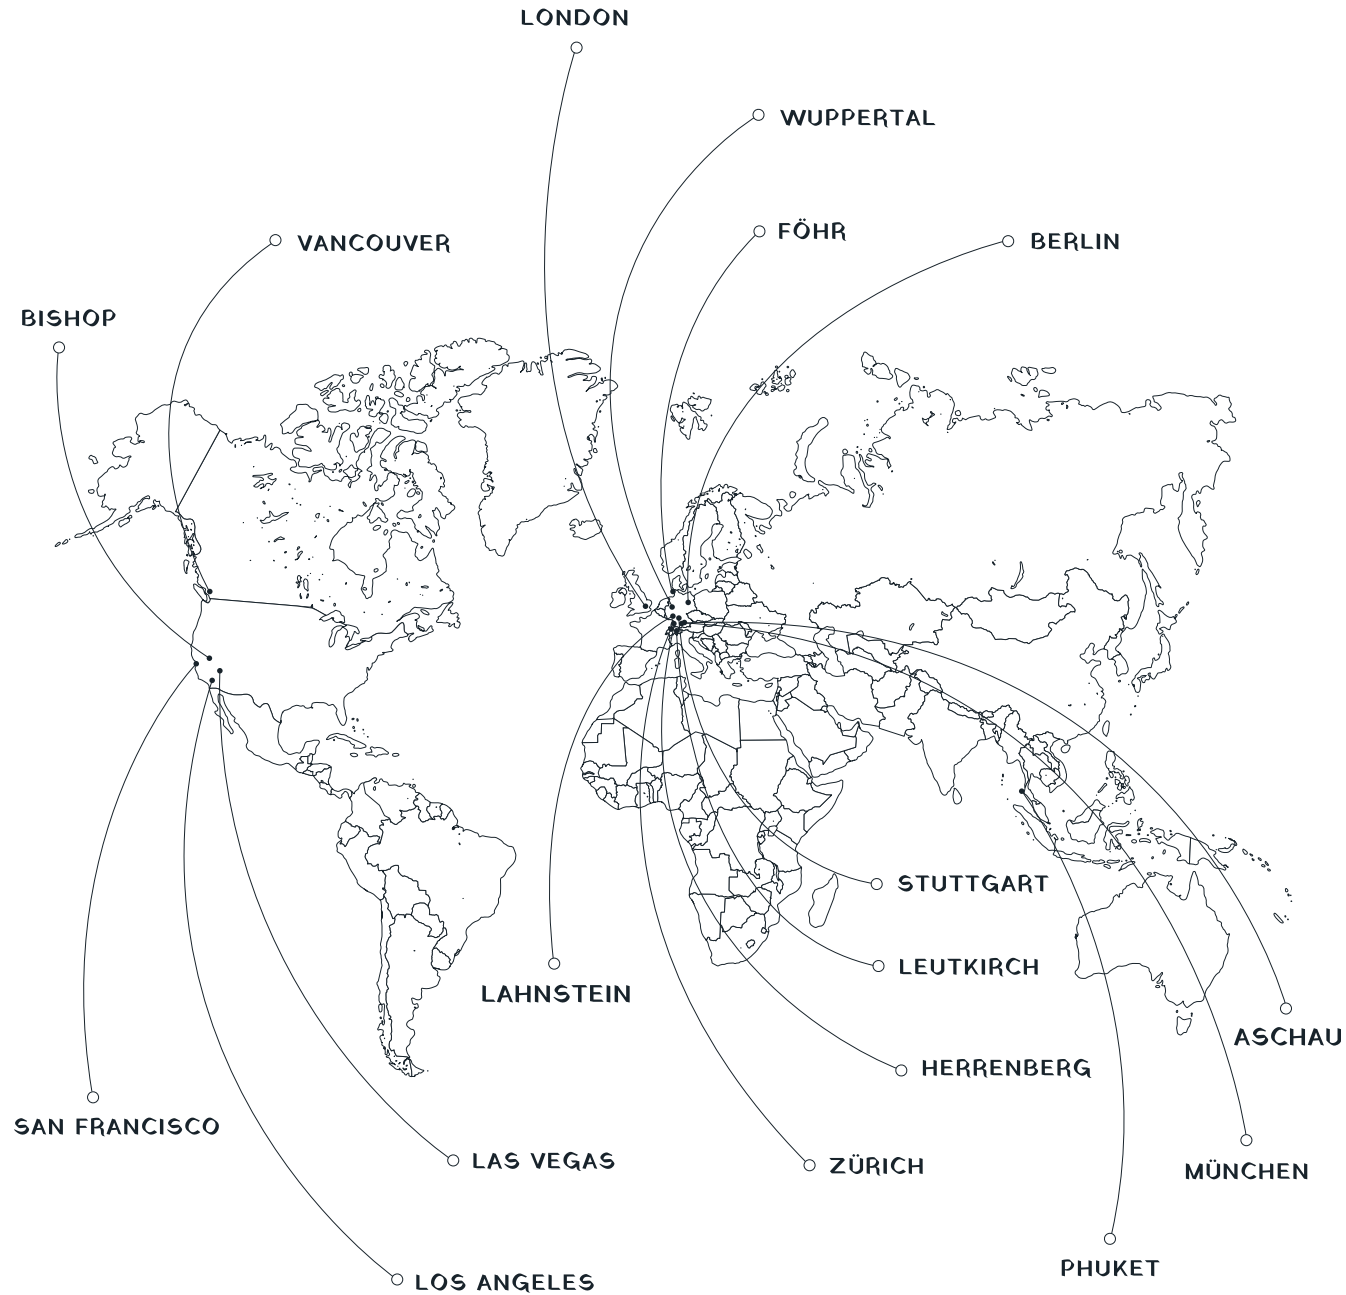 LONDON
WUPPERTAL
FÖHR
BERLIN
VANCOUVER
BISHOP
STUTTGART
LEUTKIRCH
LAHNSTEIN
ASCHAU
HERRENBERG
SAN FRANCISCO
LAS VEGAS
ZÜRICH
MÜNCHEN
PHUKET
LOS ANGELES